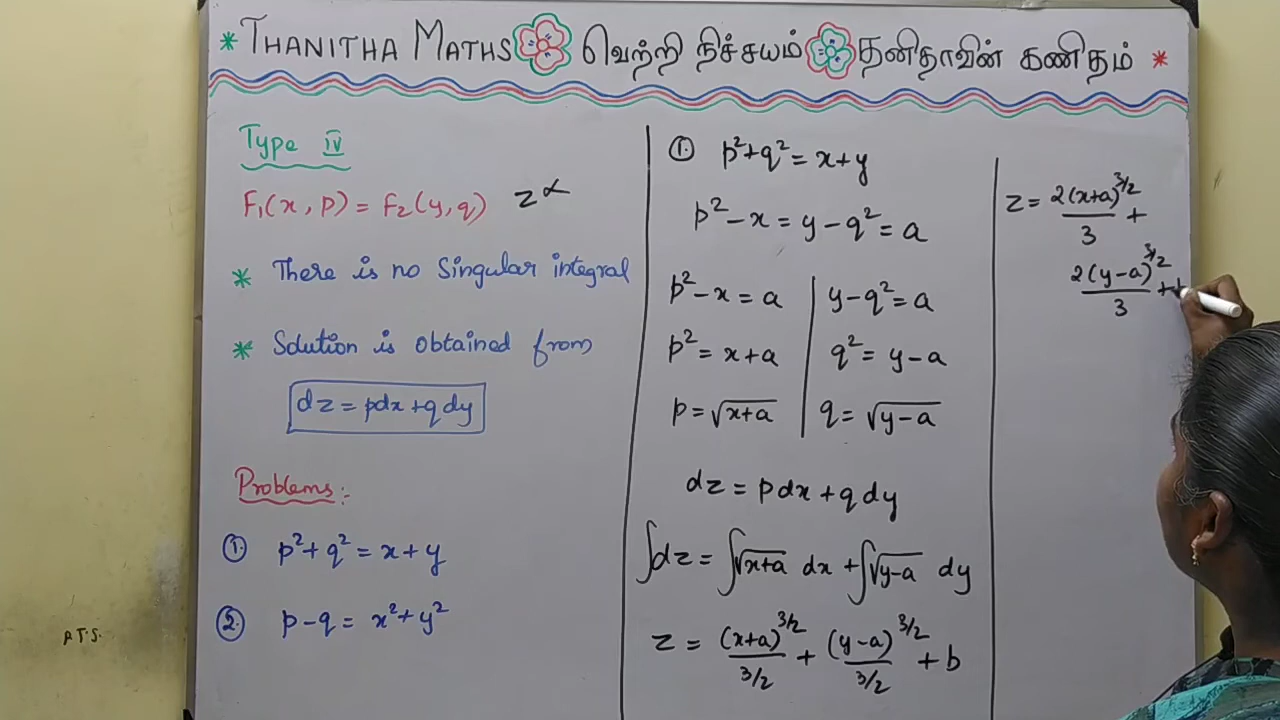 * THANITHA MATHS வெற்றி நிச்சயம் தனிதாவின் கணிதம் *
Type IV
F₁(x, p) = F₂(y, q) z ∝
* There is no Singular integral
* Solution is obtained from
dz = pdx + q dy
Problems:-
① p² + q² = x + y
② p - q = x² + y²
①. p² + q² = x + y
p² - x = y - q² = a
p² - x = a | y - q² = a
p² = x + a | q² = y - a
p = √(x+a) | q = √(y-a)
dz = p dx + q dy
∫dz = ∫√(x+a) dx + ∫√(y-a) dy
z = (x+a)^(3/2) / (3/2) + (y-a)^(3/2) / (3/2) + b
z = 2(x+a)^(3/2) / 3 +
2(y-a)^(3/2) / 3 + +
A.T.S.